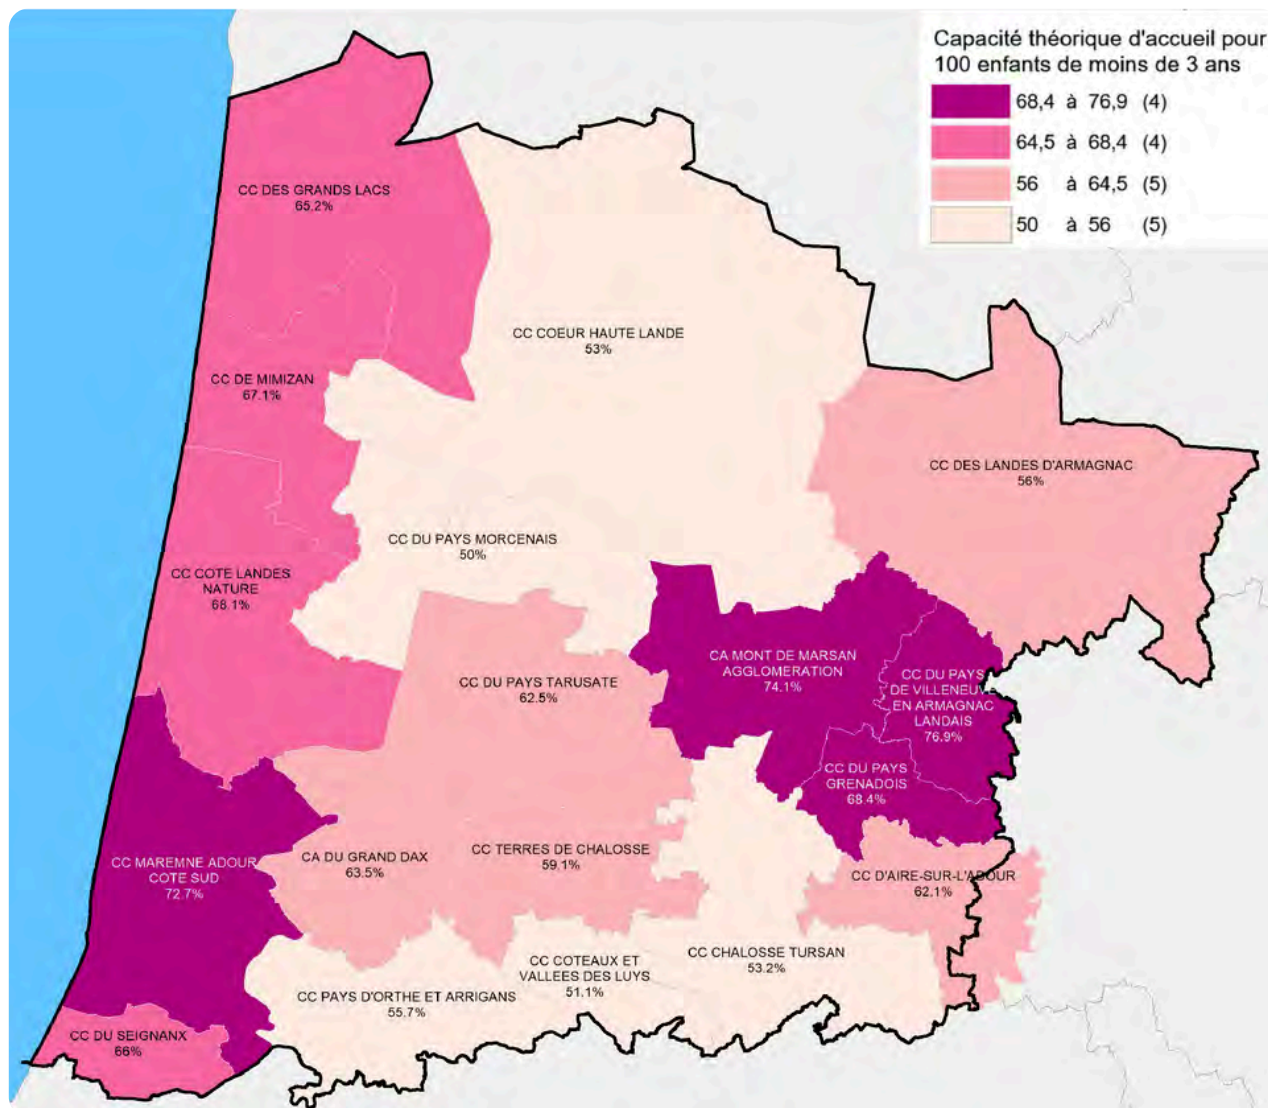 Capacité théorique d'accueil pour
100 enfants de moins de 3 ans
68,4 à 76,9 (4)
64,5 à 68,4 (4)
56 à 64,5 (5)
50 à 56 (5)
CC DES GRANDS LACS
65.2%
CC COEUR HAUTE LANDE
53%
CC DE MIMIZAN
67.1%
CC DES LANDES D'ARMAGNAC
56%
CC DU PAYS MORCENAIS
50%
CC COTE LANDES
NATURE
68.1%
CA MONT DE MARSAN
AGGLOMERATION
74.1%
CC DU PAYS
DE VILLENEUVE
EN ARMAGNAC
LANDAIS
76.9%
CC DU PAYS TARUSATE
62.5%
CC DU PAYS
GRENADOIS
68.4%
CC MAREMNE ADOUR
COTE SUD
72.7%
CA DU GRAND DAX
63.5%
CC TERRES DE CHALOSSE
59.1%
CC D'AIRE-SUR-L'ADOUR
62.1%
CC CHALOSSE TURSAN
53.2%
CC COTEAUX ET
VALLEES DES LUYS
51.1%
CC PAYS D'ORTHE ET ARRIGANS
55.7%
CC DU SEIGNANX
66%